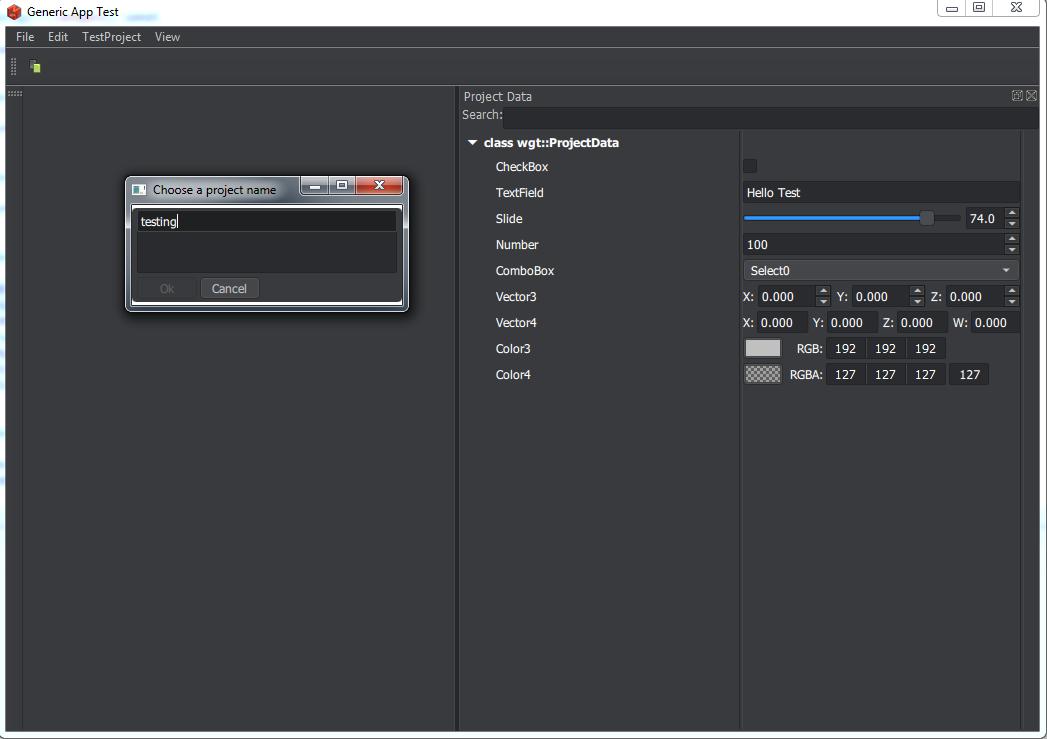 Generic App Test
File Edit TestProject View
Project Data
Search:
class wgt::ProjectData
CheckBox
TextField Hello Test
Slide 74.0
Number 100
ComboBox Select0
Vector3 X: 0.000 Y: 0.000 Z: 0.000
Vector4 X: 0.000 Y: 0.000 Z: 0.000 W: 0.000
Color3 RGB: 192 192 192
Color4 RGBA: 127 127 127 127
Choose a project name
testing
Ok Cancel